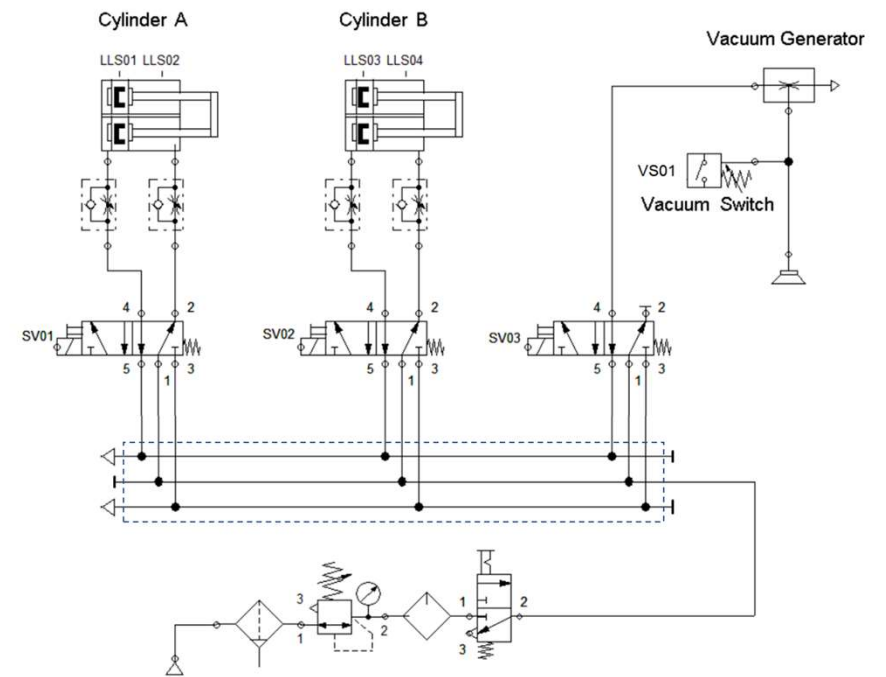 Cylinder A
Cylinder B
Vacuum Generator
LLS01 LLS02
LLS03 LLS04
VS01
Vacuum Switch
4 2
4 2
4 2
SV01
SV02
SV03
5 1 3
5 1 3
5 1 3
3
1 2
1 2
3